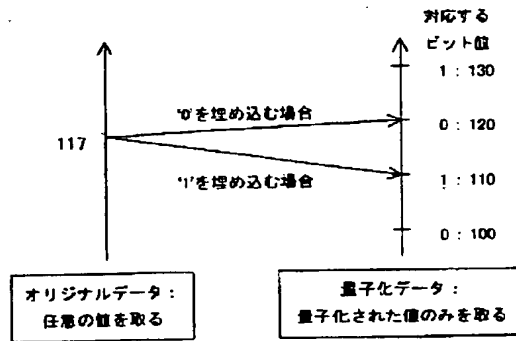 対応する
ビット値
1 : 130
'0'を埋め込む場合
0 : 120
117
'1'を埋め込む場合
1 : 110
0 : 100
オリジナルデータ：
任意の値を取る
量子化データ：
量子化された値のみを取る